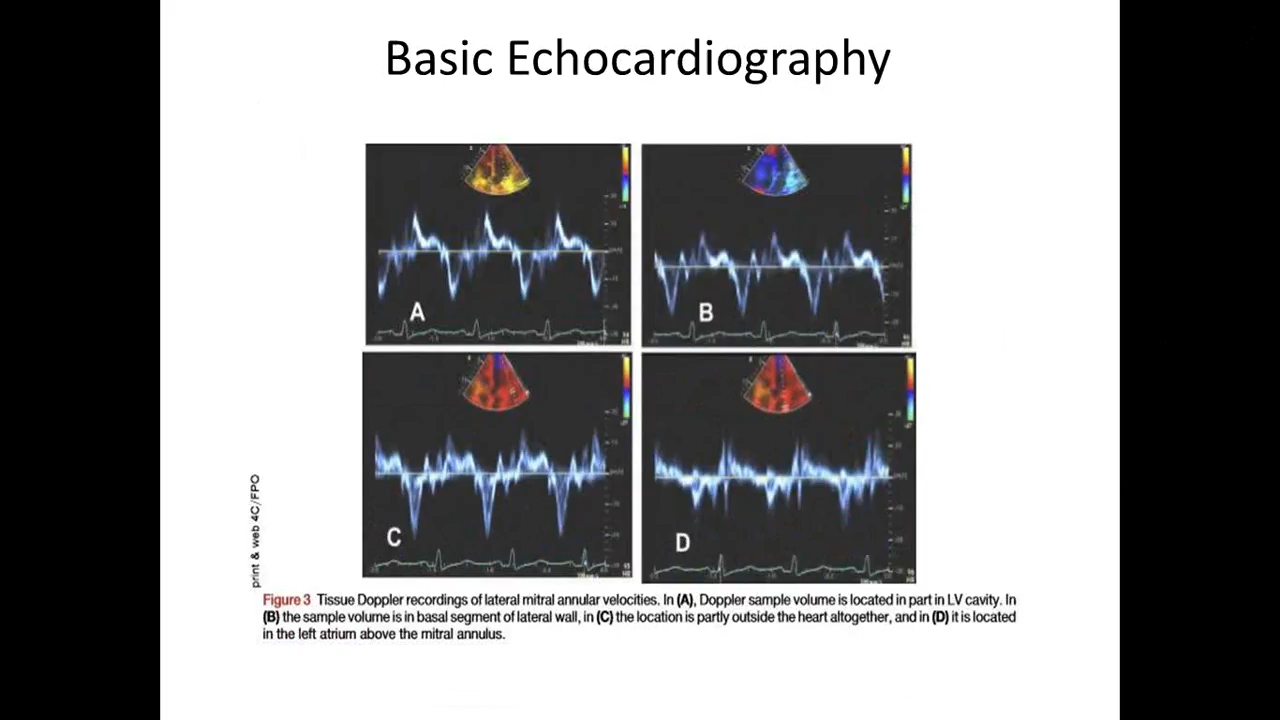 Basic Echocardiography
A
B
C
D
print & web 4C/FPO
Figure 3 Tissue Doppler recordings of lateral mitral annular velocities. In (A), Doppler sample volume is located in part in LV cavity. In
(B) the sample volume is in basal segment of lateral wall, in (C) the location is partly outside the heart altogether, and in (D) it is located
in the left atrium above the mitral annulus.